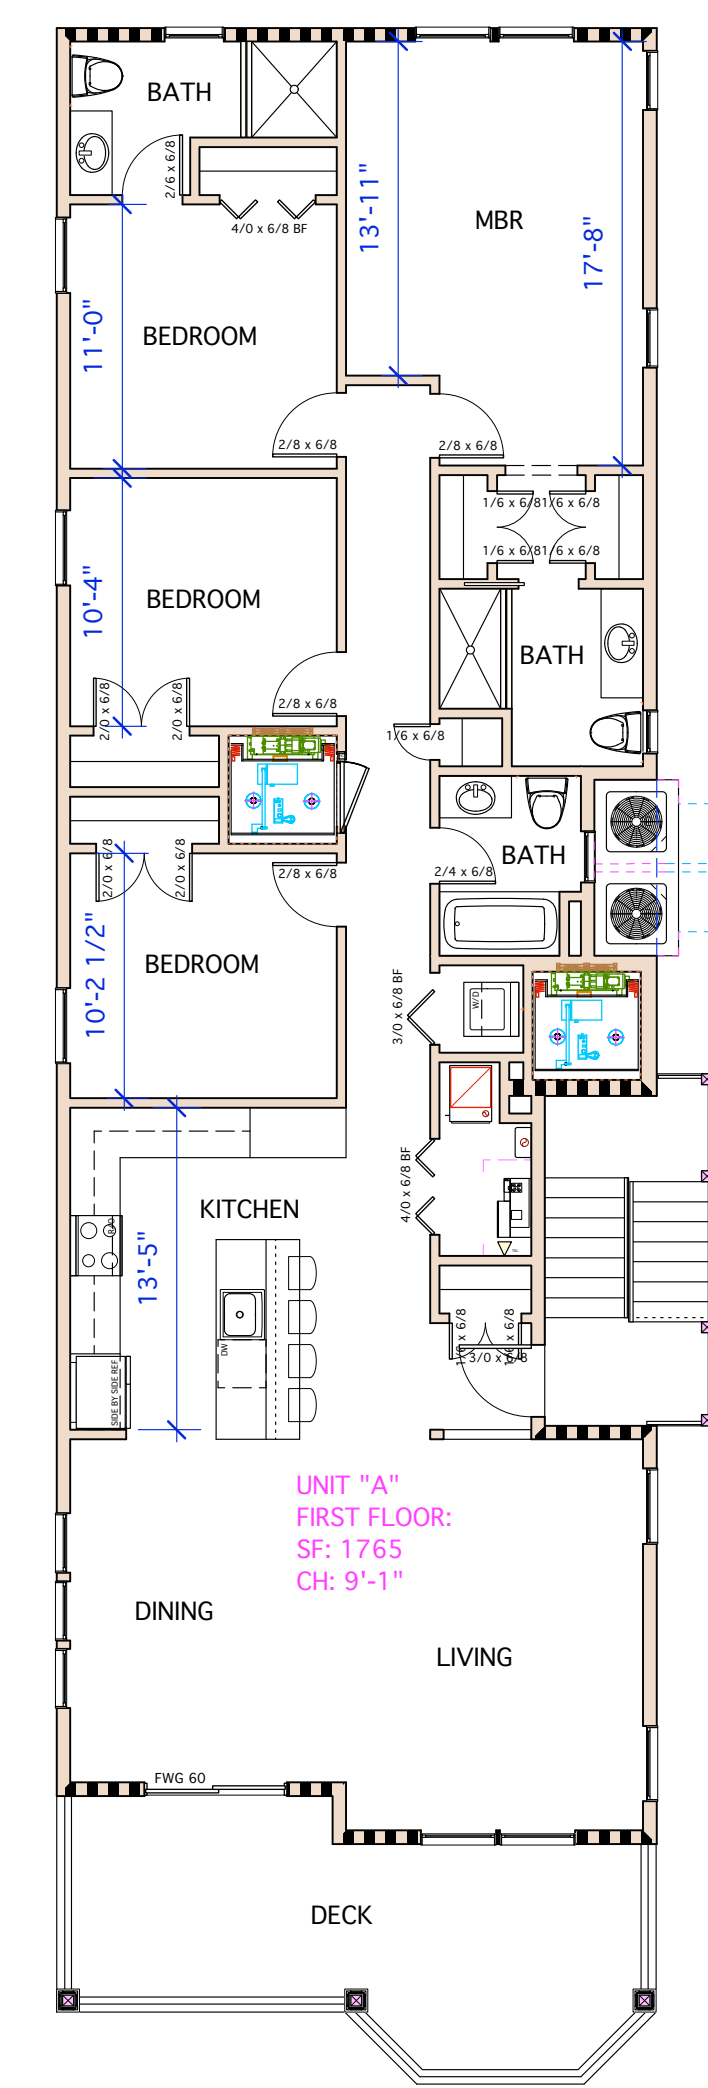 BATH
2/6 x 6/8
4/0 x 6/8 BF
13'-11"
MBR
17'-8"
11'-0"
BEDROOM
2/8 x 6/8
2/8 x 6/8
1/6 x 6/8
1/6 x 6/8
1/6 x 6/8
1/6 x 6/8
10'-4"
BEDROOM
BATH
2/0 x 6/8
2/0 x 6/8
2/8 x 6/8
1/6 x 6/8
2/0 x 6/8
2/0 x 6/8
2/8 x 6/8
2/4 x 6/8
BATH
10'-2 1/2"
BEDROOM
3/0 x 6/8 BF
W/D
4/0 x 6/8 BF
KITCHEN
13'-5"
DW
SIDE BY SIDE REF
1/6 x 6/8
1/6 x 6/8
3/0 x 6/8
UNIT "A"
FIRST FLOOR:
SF: 1765
CH: 9'-1"
DINING
LIVING
FWG 60
DECK